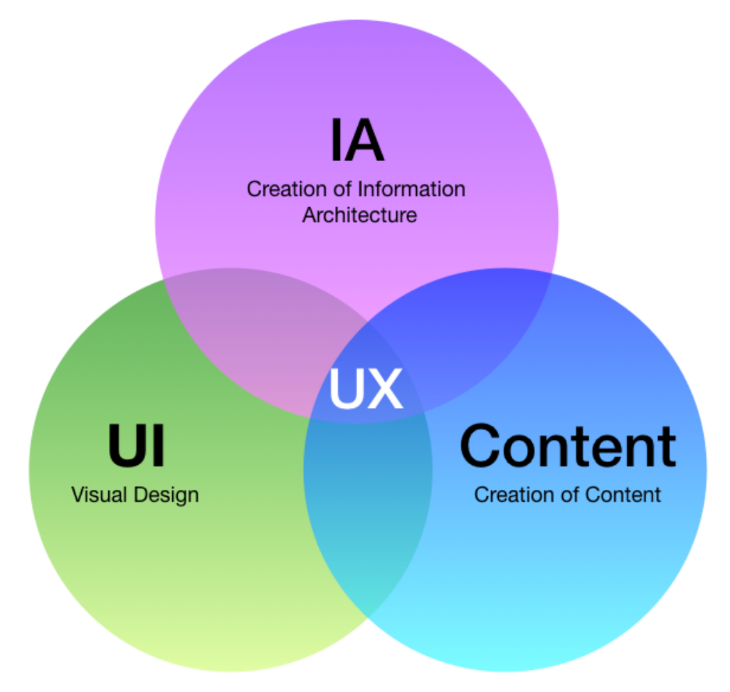 IA
Creation of Information
Architecture
UX
UI
Visual Design
Content
Creation of Content